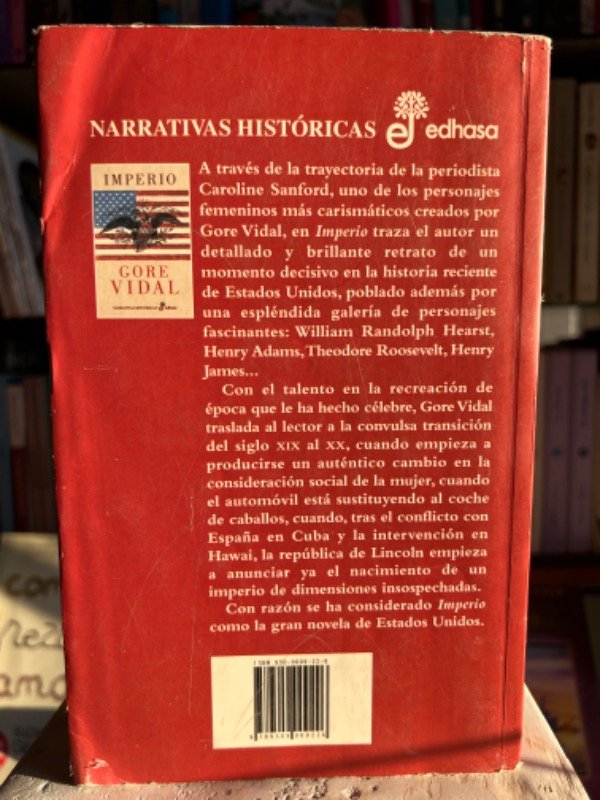 NARRATIVAS HISTÓRICAS edhasa
IMPERIO
GORE
VIDAL
NARRATIVAS HISTÓRICAS edhasa
A través de la trayectoria de la periodista
Caroline Sanford, uno de los personajes
femeninos más carismáticos creados por
Gore Vidal, en Imperio traza el autor un
detallado y brillante retrato de un
momento decisivo en la historia reciente
de Estados Unidos, poblado además por
una espléndida galería de personajes
fascinantes: William Randolph Hearst,
Henry Adams, Theodore Roosevelt, Henry
James...
Con el talento en la recreación de
época que le ha hecho célebre, Gore Vidal
traslada al lector a la convulsa transición
del siglo XIX al XX, cuando empieza a
producirse un auténtico cambio en la
consideración social de la mujer, cuando
el automóvil está sustituyendo al coche
de caballos, cuando, tras el conflicto con
España en Cuba y la intervención en
Hawai, la república de Lincoln empieza
a anunciar ya el nacimiento de un
imperio de dimensiones insospechadas.
Con razón se ha considerado Imperio
como la gran novela de Estados Unidos.
ISBN